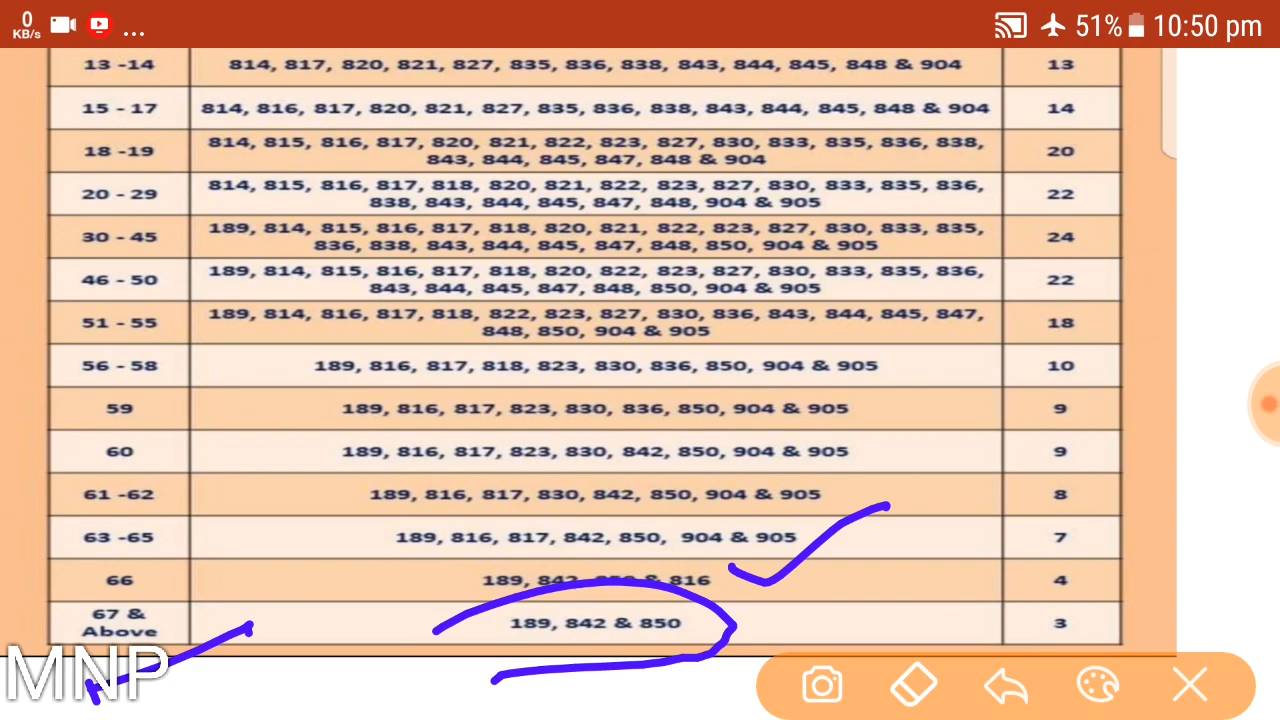 0 KB/s ... 51% 10:50 pm
13 -14 814, 817, 820, 821, 827, 835, 836, 838, 843, 844, 845, 848 & 904 13
15 - 17 814, 816, 817, 820, 821, 827, 835, 836, 838, 843, 844, 845, 848 & 904 14
18 -19 814, 815, 816, 817, 820, 821, 822, 823, 827, 830, 833, 835, 836, 838,
843, 844, 845, 847, 848 & 904 20
20 - 29 814, 815, 816, 817, 818, 820, 821, 822, 823, 827, 830, 833, 835, 836,
838, 843, 844, 845, 847, 848, 904 & 905 22
30 - 45 189, 814, 815, 816, 817, 818, 820, 821, 822, 823, 827, 830, 833, 835,
836, 838, 843, 844, 845, 847, 848, 850, 904 & 905 24
46 - 50 189, 814, 815, 816, 817, 818, 820, 822, 823, 827, 830, 833, 835, 836,
843, 844, 845, 847, 848, 850, 904 & 905 22
51 - 55 189, 814, 816, 817, 818, 822, 823, 827, 830, 836, 843, 844, 845, 847,
848, 850, 904 & 905 18
56 - 58 189, 816, 817, 818, 823, 830, 836, 850, 904 & 905 10
59 189, 816, 817, 823, 830, 836, 850, 904 & 905 9
60 189, 816, 817, 823, 830, 842, 850, 904 & 905 9
61 -62 189, 816, 817, 830, 842, 850, 904 & 905 8
63 -65 189, 816, 817, 842, 850, 904 & 905 7
66 189, 842, & 816 4
67 &
Above 189, 842 & 850 3
MNP